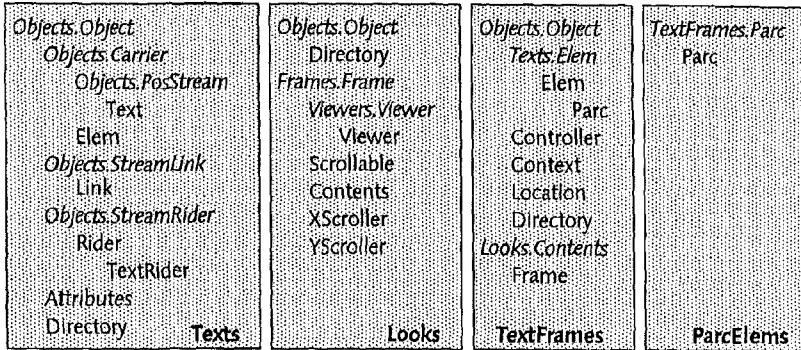 Objects.Object
Objects.Carrier
Objects.PosStream
Text
Elem
Objects.StreamLink
Link
Objects.StreamRider
Rider
TextRider
Attributes
Directory
Texts
Objects.Object
Directory
Frames.Frame
Viewers.Viewer
Viewer
Scrollable
Contents
XScroller
YScroller
Looks
Objects.Object
Texts.Elem
Elem
Parc
Controller
Context
Location
Directory
Looks.Contents
Frame
TextFrames
TextFrames.Parc
Parc
ParcElems